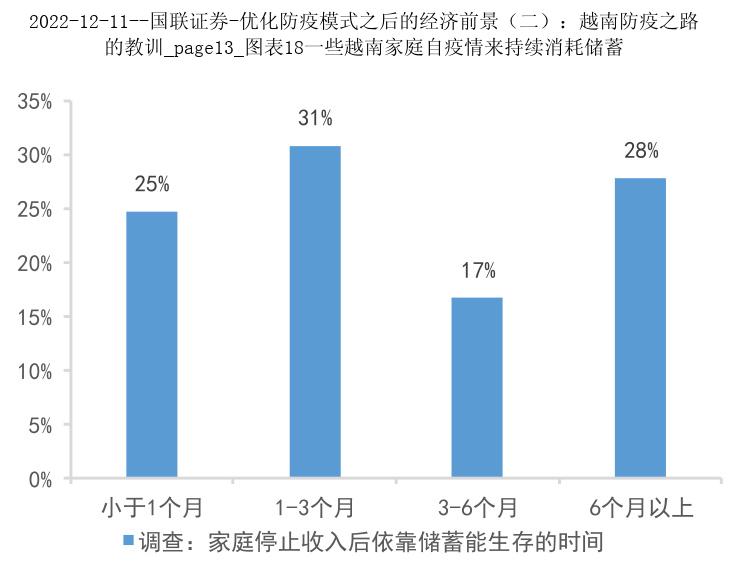 2022-12-11--国联证券-优化防疫模式之后的经济前景（二）：越南防疫之路
的教训_page13_图表18一些越南家庭自疫情来持续消耗储蓄
35%
30%
25%
20%
15%
10%
5%
0%
25%
31%
17%
28%
小于1个月
1-3个月
3-6个月
6个月以上
调查：家庭停止收入后依靠储蓄能生存的时间